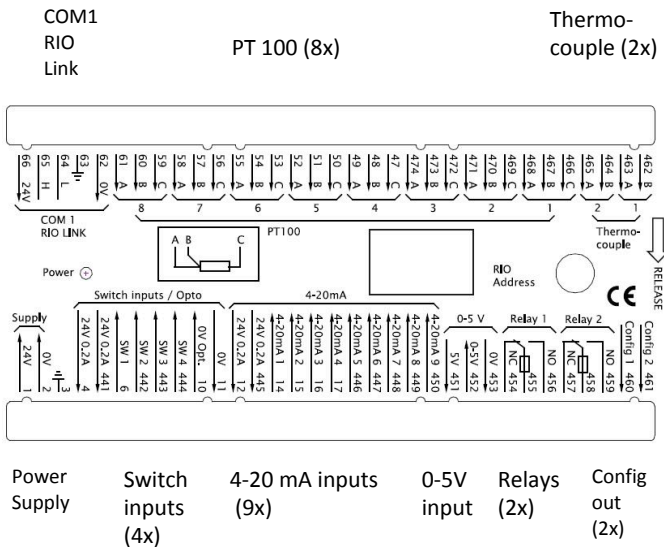 COM1
RIO
Link
PT 100 (8x)
Thermo-
couple (2x)
66 24V
65 H
64 L
63
62 0V
61 A
60 B
59 C
58 A
57 B
56 C
55 A
54 B
53 C
52 A
51 B
50 C
49 A
48 B
47 C
474 A
473 B
472 C
471 A
470 B
469 C
468 A
467 B
466 C
465 A
464 B
463 A
462 B
COM 1
RIO LINK
8 7 6 5 4 3 2 1
2 1
Thermo-
couple
A B C
PT100
Power
RIO
Address
CE
RELEASE
Supply
Switch inputs / Opto
4-20mA
0-5 V
Relay 1
Relay 2
24V 1
0V 2
3
24V 0.2A 4
24V 0.2A 441
SW 1 6
SW 2 442
SW 3 443
SW 4 444
0V Opt. 10
0V 11
24V 0.2A 12
24V 0.2A 445
4-20mA 1 14
4-20mA 2 15
4-20mA 3 16
4-20mA 4 17
4-20mA 5 446
4-20mA 6 447
4-20mA 7 448
4-20mA 8 449
4-20mA 9 450
5V 451
0-5V 452
0V 453
NC 454
455
NO 456
NC 457
458
NO 459
Config 1 460
Config 2 461
Power
Supply
Switch
inputs
(4x)
4-20 mA inputs
(9x)
0-5V
input
Relays
(2x)
Config
out
(2x)